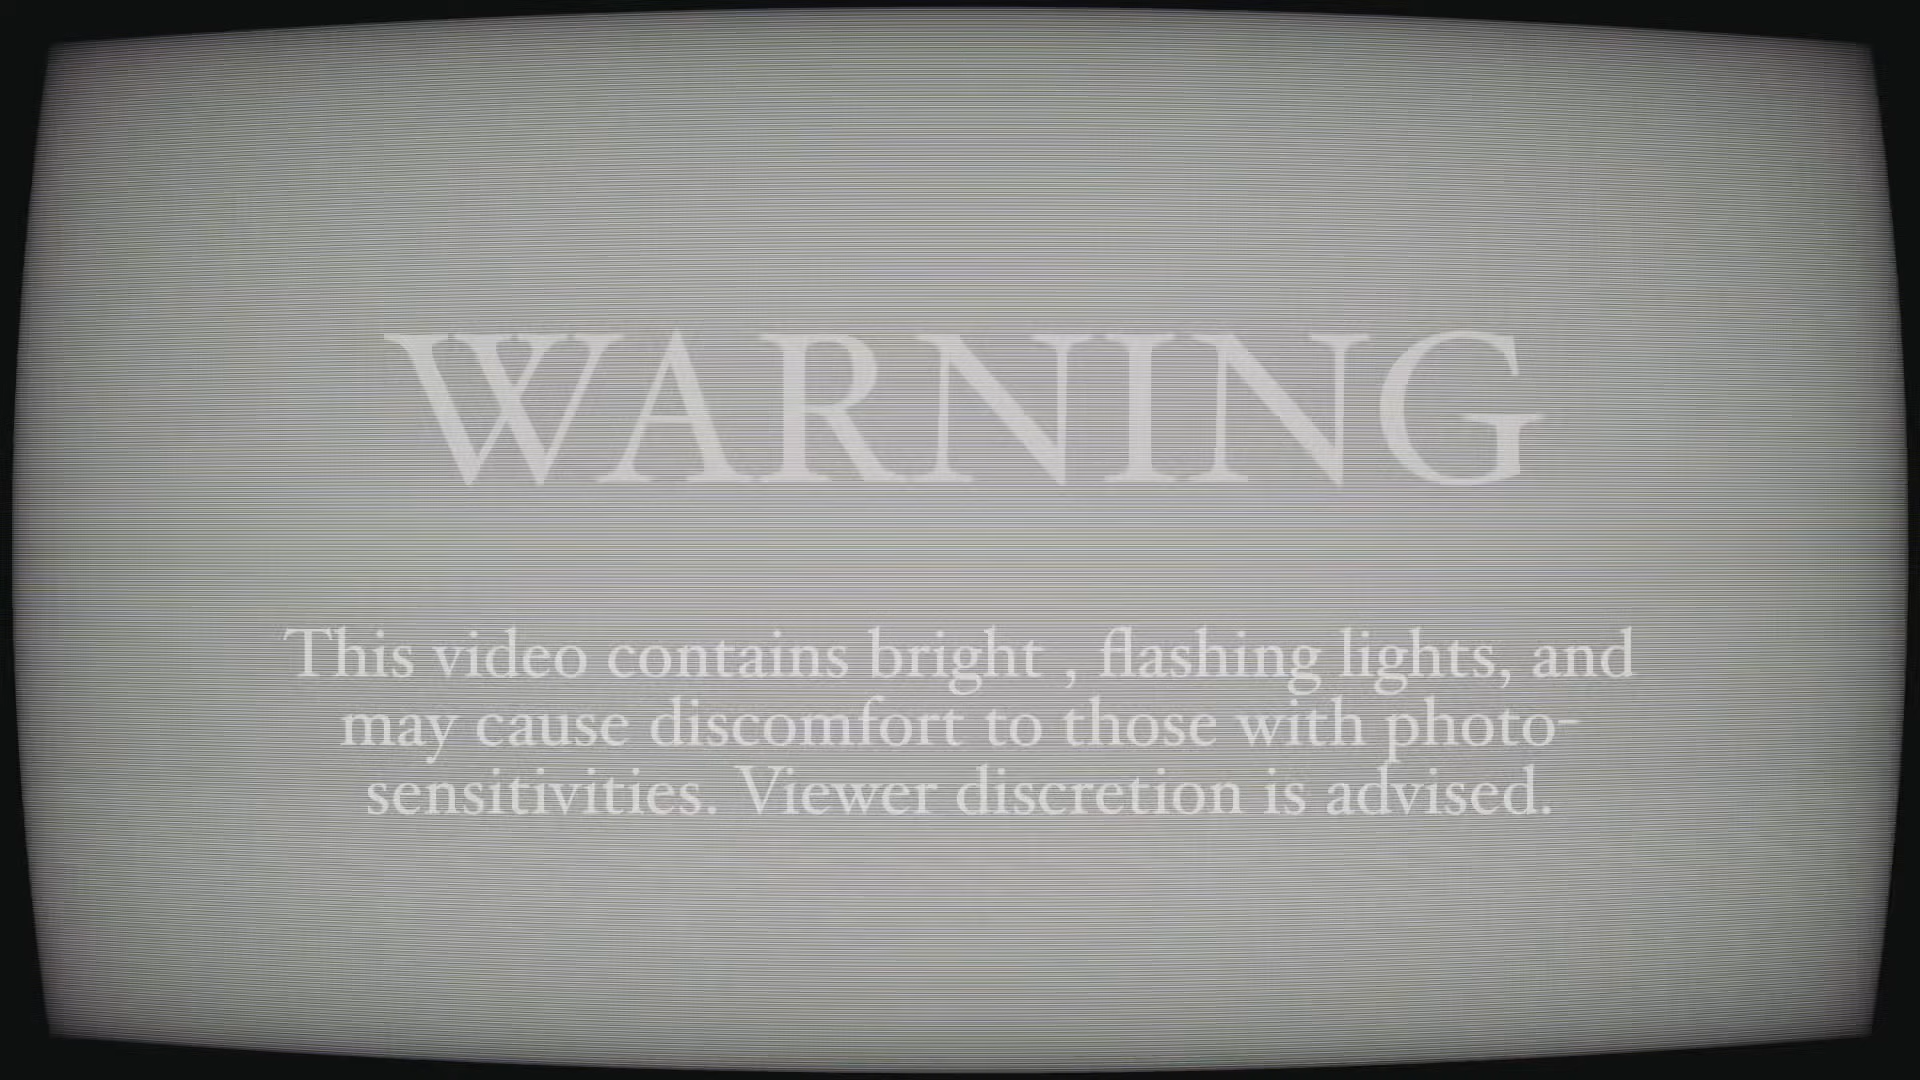 WARNING
This video contains bright , flashing lights, and
may cause discomfort to those with photo-
sensitivities. Viewer discretion is advised.